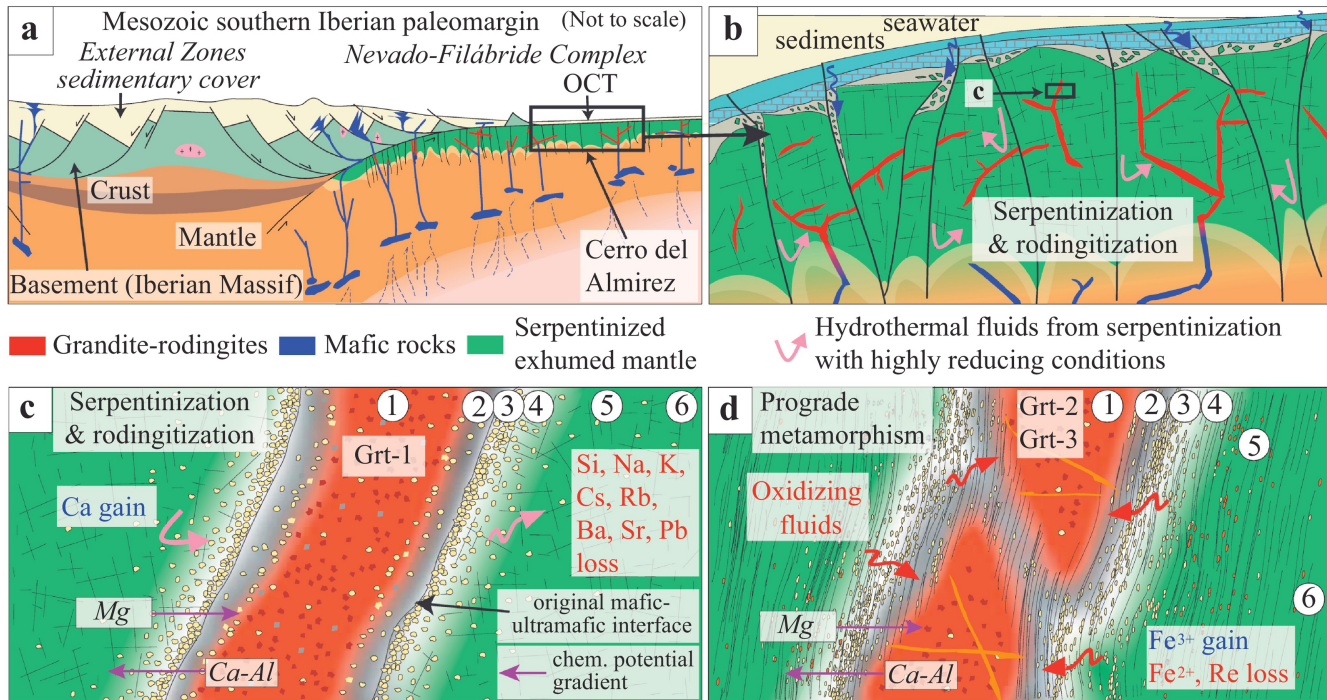 a
Mesozoic southern Iberian paleomargin
(Not to scale)
External Zones
sedimentary cover
Nevado-Filábride Complex
OCT
Crust
Mantle
Basement (Iberian Massif)
Cerro del
Almirez
b
seawater
sediments
c
Serpentinization
& rodingitization
Grandite-rodingites
Mafic rocks
Serpentinized
exhumed mantle
Hydrothermal fluids from serpentinization
with highly reducing conditions
c
Serpentinization
& rodingitization
1
2
3
4
5
6
Grt-1
Ca gain
Si, Na, K,
Cs, Rb,
Ba, Sr, Pb
loss
Mg
Ca-Al
original mafic-
ultramafic interface
chem. potential
gradient
d
Prograde
metamorphism
Grt-2
Grt-3
1
2
3
4
5
6
Oxidizing
fluids
Mg
Ca-Al
Fe³⁺ gain
Fe²⁺, Re loss